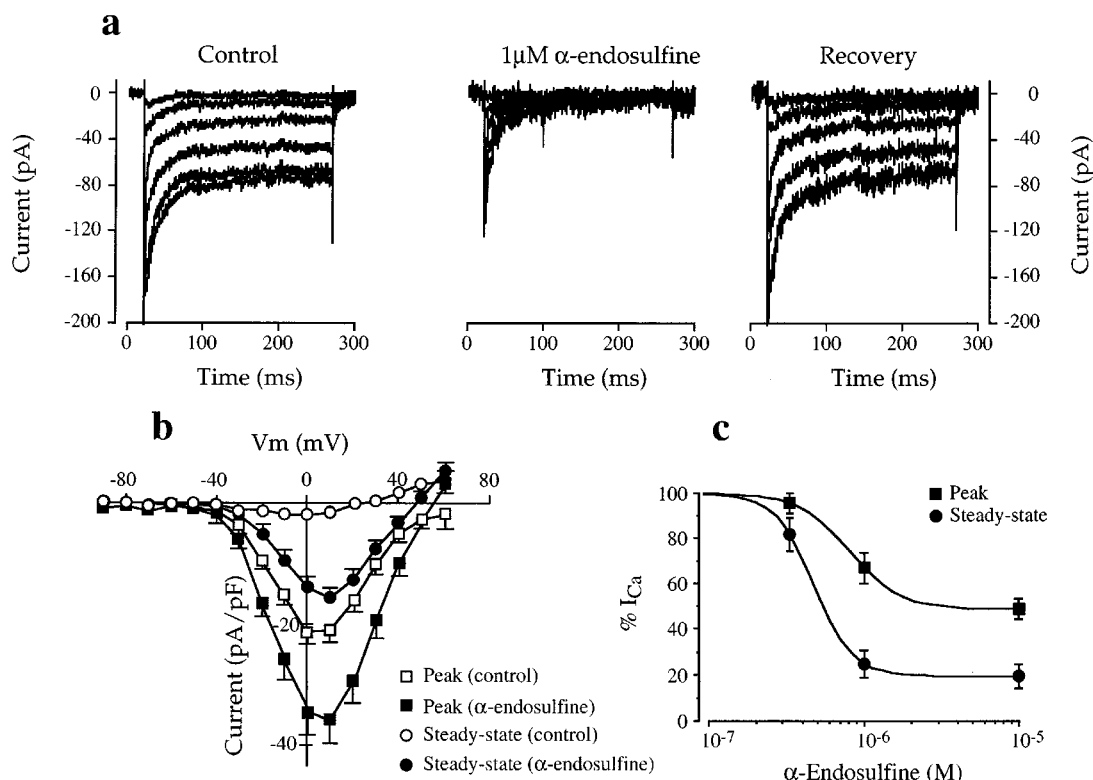 a
Control
1μM α-endosulfine
Recovery
0
-40
-80
-120
-160
-200
Current (pA)
0 100 200 300
Time (ms)
0 100 200 300
Time (ms)
0 100 200 300
Time (ms)
0
-40
-80
-120
-160
-200
Current (pA)
b
Vm (mV)
-80 -40 0 40 80
-20
-40
Current (pA/pF)
Peak (control)
Peak (α-endosulfine)
Steady-state (control)
Steady-state (α-endosulfine)
c
100
80
60
40
20
0
% ICa
Peak
Steady-state
10-7 10-6 10-5
α-Endosulfine (M)